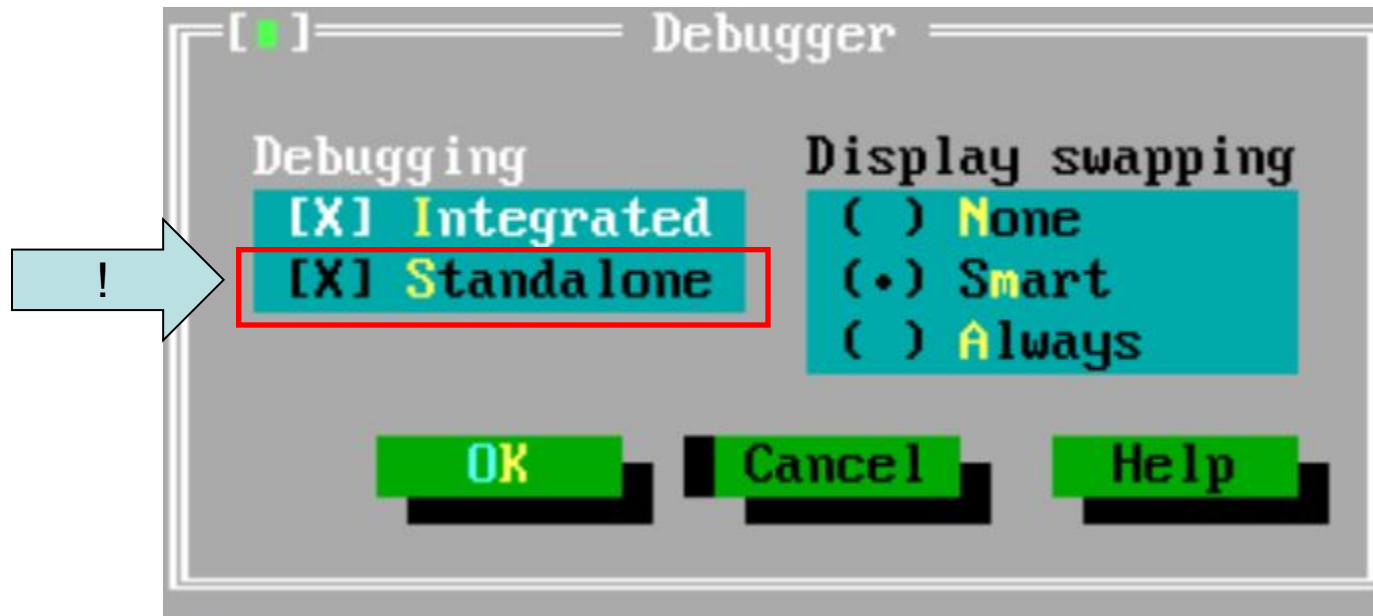 [■] Debugger
Debugging
[X] Integrated
[X] Standalone
!
Display swapping
( ) None
(•) Smart
( ) Always
OK
Cancel
Help